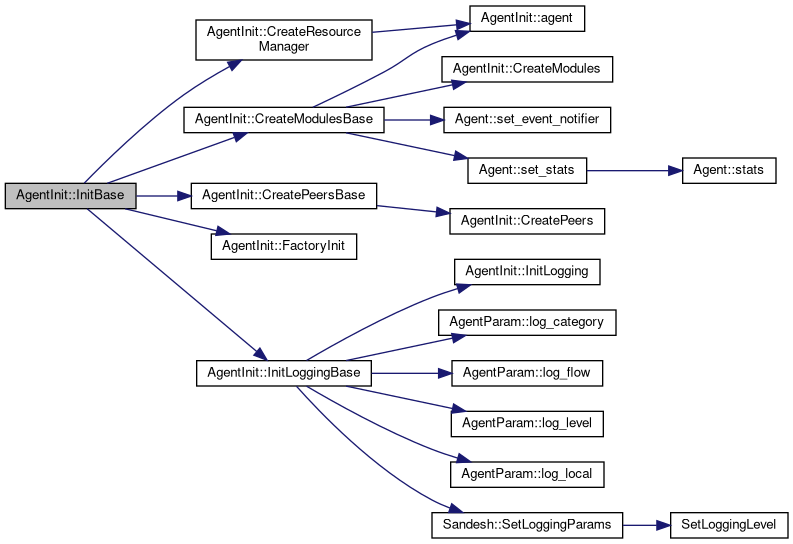 AgentInit::InitBase
AgentInit::CreateResource
Manager
AgentInit::agent
AgentInit::CreateModulesBase
AgentInit::CreateModules
Agent::set_event_notifier
Agent::set_stats
Agent::stats
AgentInit::CreatePeersBase
AgentInit::CreatePeers
AgentInit::FactoryInit
AgentInit::InitLoggingBase
AgentInit::InitLogging
AgentParam::log_category
AgentParam::log_flow
AgentParam::log_level
AgentParam::log_local
Sandesh::SetLoggingParams
SetLoggingLevel